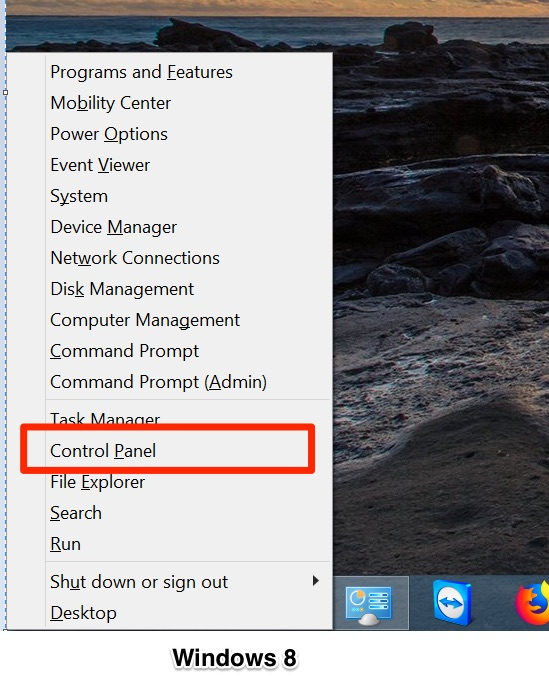 Programs and Features
Mobility Center
Power Options
Event Viewer
System
Device Manager
Network Connections
Disk Management
Computer Management
Command Prompt
Command Prompt (Admin)
Task Manager
Control Panel
File Explorer
Search
Run
Shut down or sign out
Desktop
Windows 8